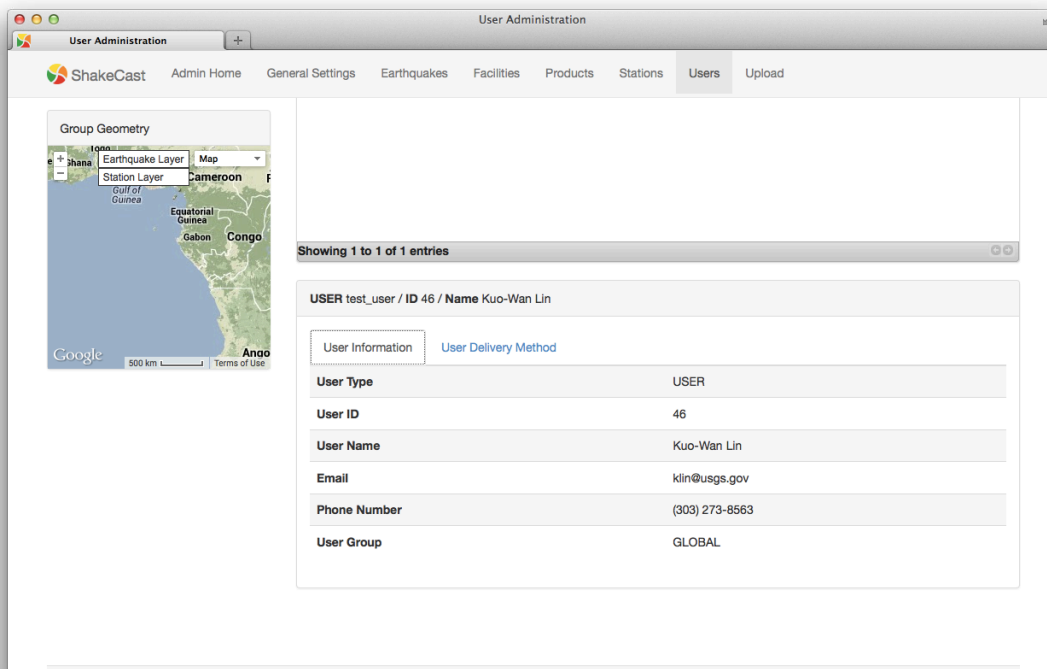 User Administration
User Administration
ShakeCast Admin Home General Settings Earthquakes Facilities Products Stations Users Upload
Group Geometry
Togo
Ghana
Earthquake Layer
Map
Station Layer
Cameroon
Gulf of
Guinea
Equatorial
Guinea
Gabon
Congo
Ango
Google
500 km
Terms of Use
Showing 1 to 1 of 1 entries
USER test_user / ID 46 / Name Kuo-Wan Lin
User Information User Delivery Method
User Type USER
User ID 46
User Name Kuo-Wan Lin
Email klin@usgs.gov
Phone Number (303) 273-8563
User Group GLOBAL